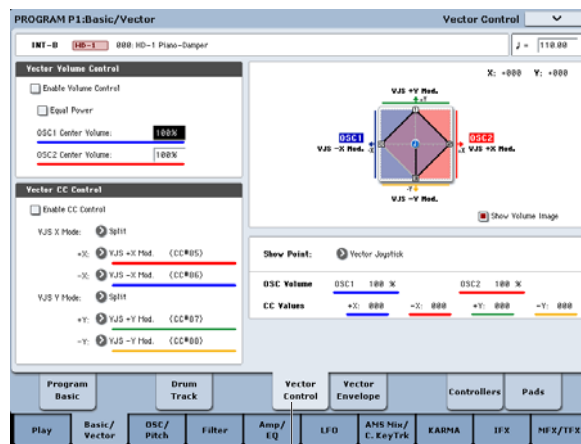 PROGRAM P1:Basic/Vector
Vector Control
INT-B HD-1 000: HD-1 Piano-Damper
♩ = 110.00
Vector Volume Control
Enable Volume Control
Equal Power
OSC1 Center Volume: 100%
OSC2 Center Volume: 100%
Vector CC Control
Enable CC Control
VJS X Mode: Split
+X: VJS +X Mod. (CC#05)
-X: VJS -X Mod. (CC#06)
VJS Y Mode: Split
+Y: VJS +Y Mod. (CC#07)
-Y: VJS -Y Mod. (CC#08)
X: +000 Y: +000
VJS +Y Mod.
+Y
OSC1
VJS -X Mod.
-X
OSC2
VJS +X Mod.
+X
-Y
VJS -Y Mod.
Show Volume Image
Show Point: Vector Joystick
OSC Volume OSC1 100 % OSC2 100 %
CC Values +X: 000 -X: 000 +Y: 000 -Y: 000
Program Basic
Drum Track
Vector Control
Vector Envelope
Controllers
Pads
Play
Basic/ Vector
OSC/ Pitch
Filter
Amp/ EQ
LFO
AMS Mix/ C. KeyTrk
KARMA
IFX
MFX/TFX